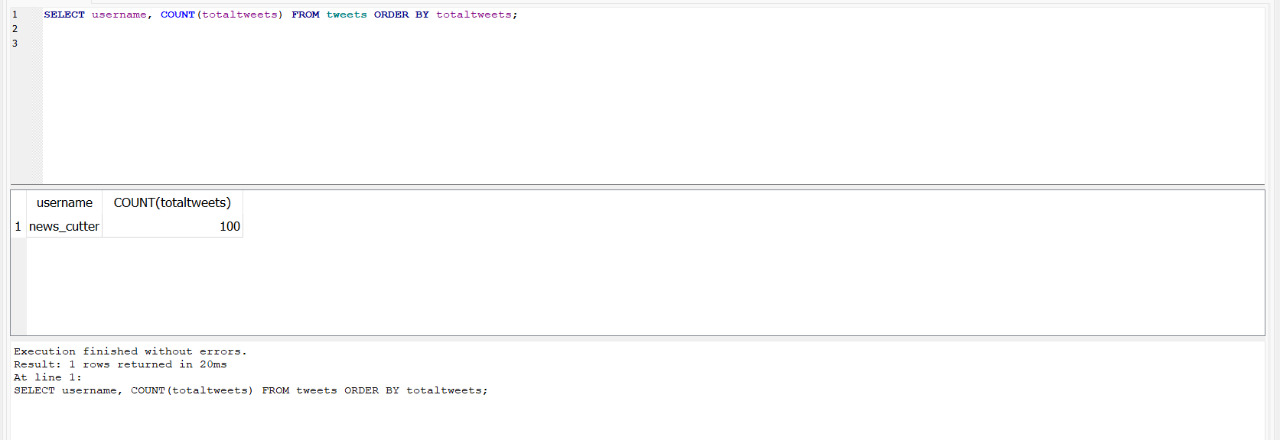 1 SELECT username, COUNT(totaltweets) FROM tweets ORDER BY totaltweets;
2
3
username COUNT(totaltweets)
1 news_cutter 100
Execution finished without errors.
Result: 1 rows returned in 20ms
At line 1:
SELECT username, COUNT(totaltweets) FROM tweets ORDER BY totaltweets;